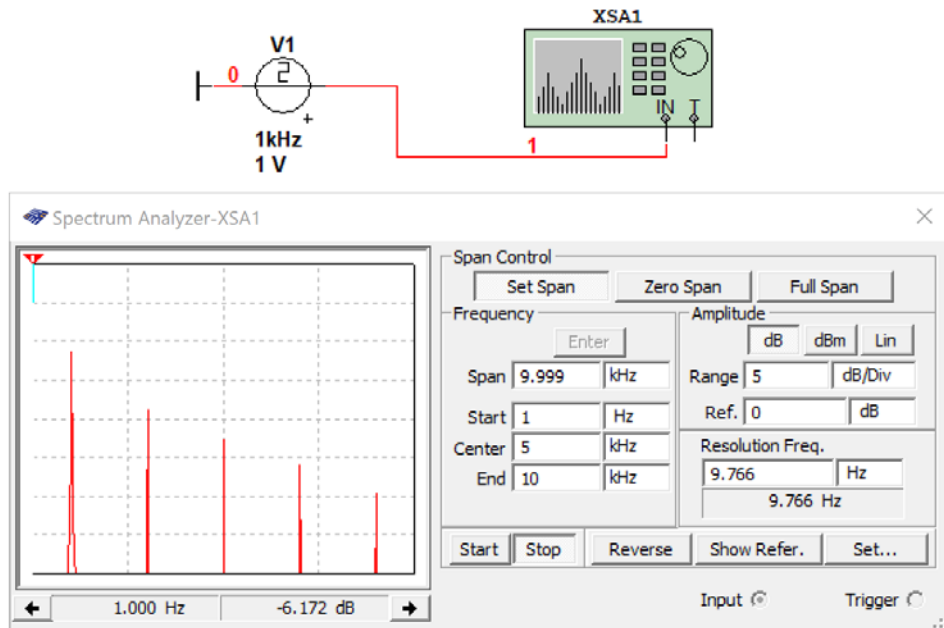 XSA1
V1
0
2
+
1kHz
1 V
IN T
1
Spectrum Analyzer-XSA1
Span Control
Set Span Zero Span Full Span
Frequency
Enter
Span 9.999 kHz
Start 1 Hz
Center 5 kHz
End 10 kHz
Amplitude
dB dBm Lin
Range 5 dB/Div
Ref. 0 dB
Resolution Freq.
9.766 Hz
9.766 Hz
Start Stop Reverse Show Refer. Set...
1.000 Hz -6.172 dB
Input Trigger